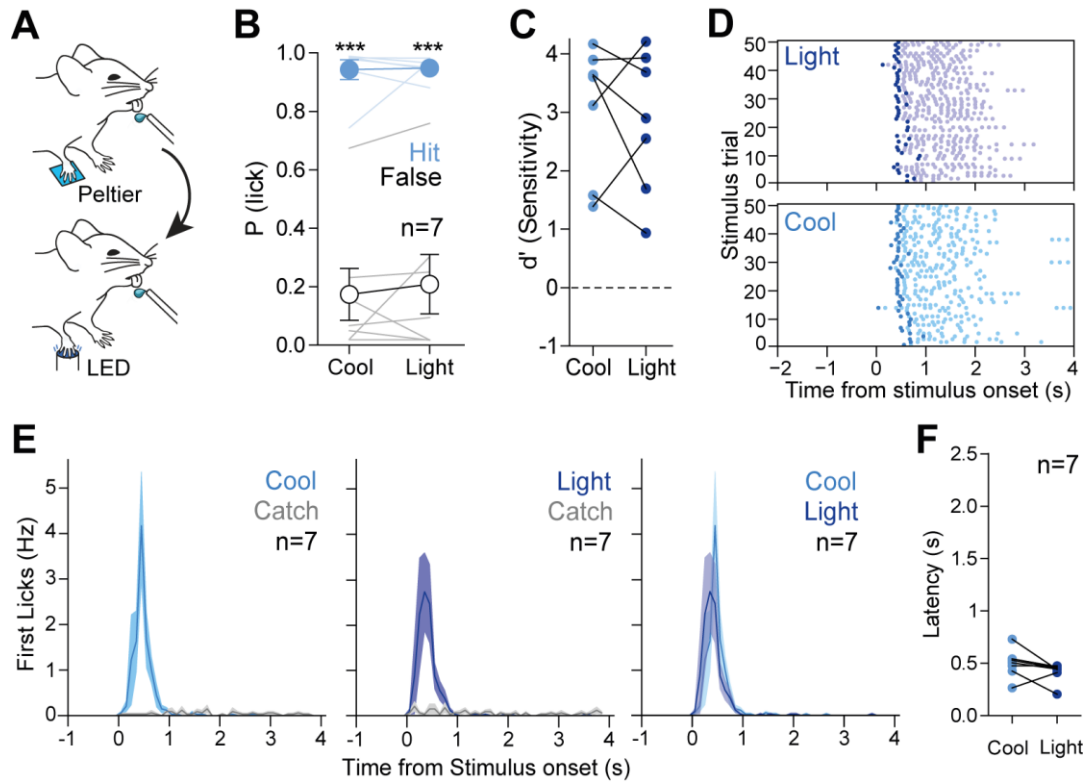 A
Peltier
LED
B
P (lick)
1.0
0.8
0.6
0.4
0.2
0.0
***
***
Hit
False
n=7
Cool
Light
C
d' (Sensitivity)
4
3
2
1
0
-1
Cool
Light
D
Light
Cool
Stimulus trial
50
40
30
20
10
0
50
40
30
20
10
0
−2
−1
0
1
2
3
4
Time from stimulus onset (s)
E
First Licks (Hz)
5
4
3
2
1
0
Cool
Catch
n=7
Light
Catch
n=7
Cool
Light
n=7
-1 0 1 2 3 4
-1 0 1 2 3 4
-1 0 1 2 3 4
Time from Stimulus onset (s)
F
n=7
Latency (s)
2.5
2.0
1.5
1
0.5
0.0
Cool
Light